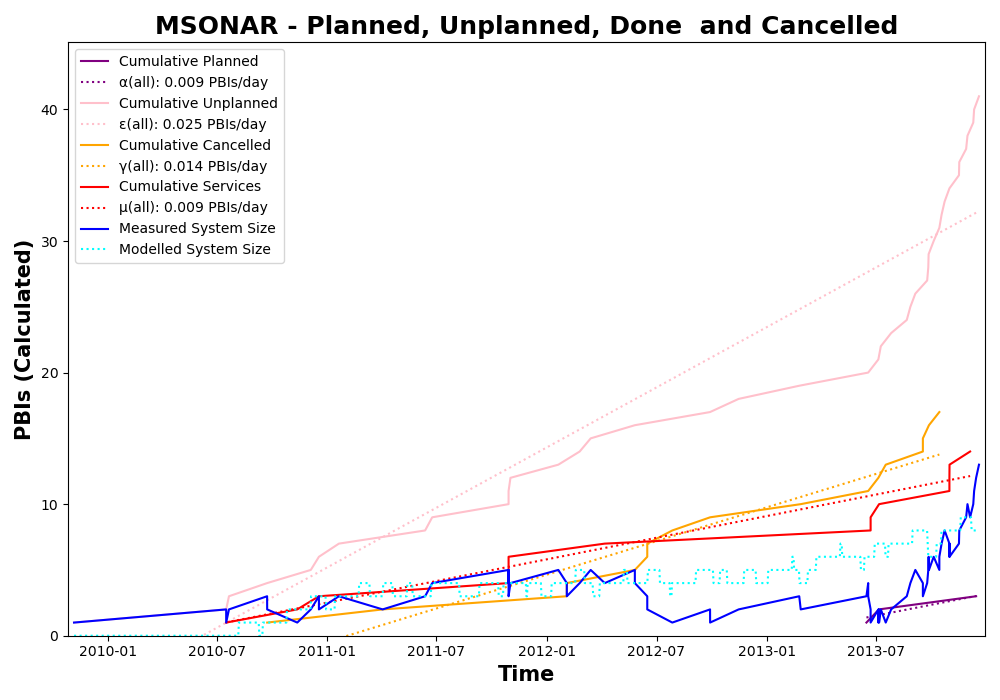 MSONAR - Planned, Unplanned, Done  and Cancelled
Cumulative Planned
α(all): 0.009 PBIs/day
Cumulative Unplanned
ε(all): 0.025 PBIs/day
Cumulative Cancelled
γ(all): 0.014 PBIs/day
Cumulative Services
μ(all): 0.009 PBIs/day
Measured System Size
Modelled System Size
PBIs (Calculated)
40
30
20
10
0
2010-01 2010-07 2011-01 2011-07 2012-01 2012-07 2013-01 2013-07
Time